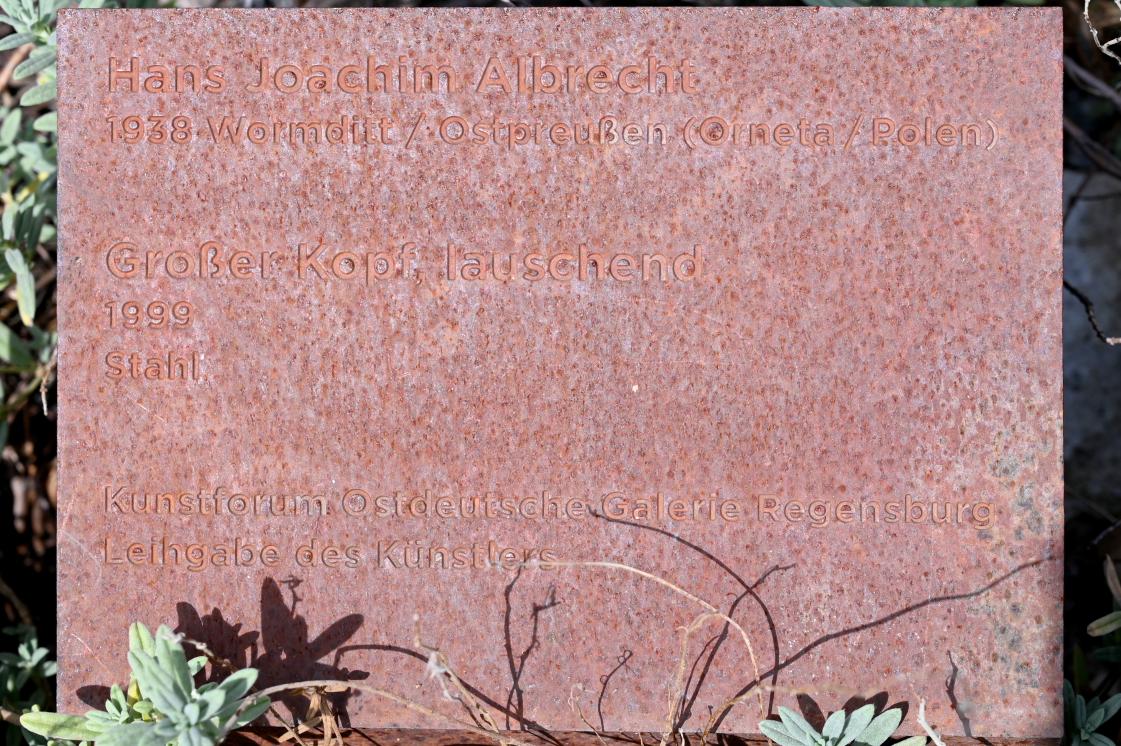 Hans Joachim Albrecht
1938 Wormditt / Ostpreußen (Orneta / Polen)
Großer Kopf, lauschend
1999
Stahl
Kunstforum Ostdeutsche Galerie Regensburg
Leihgabe des Künstlers